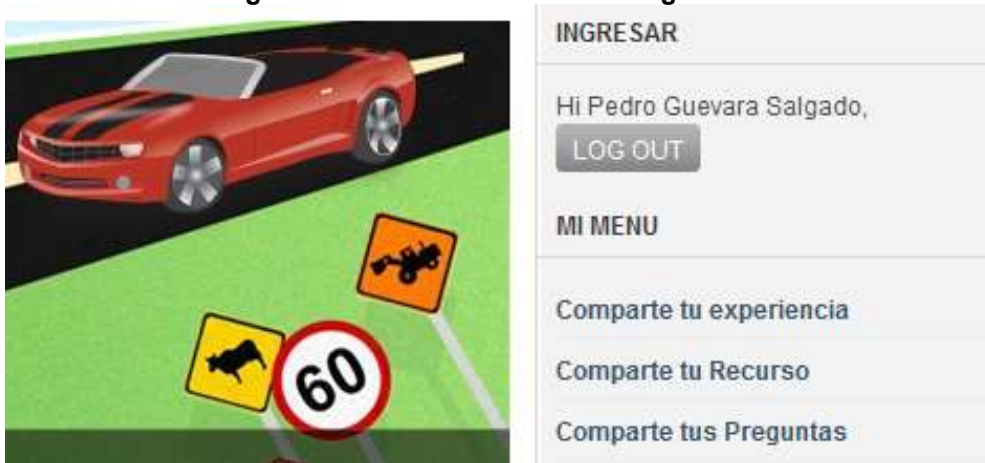 60
INGRESAR
Hi Pedro Guevara Salgado,
LOG OUT
MI MENU
Comparte tu experiencia
Comparte tu Recurso
Comparte tus Preguntas